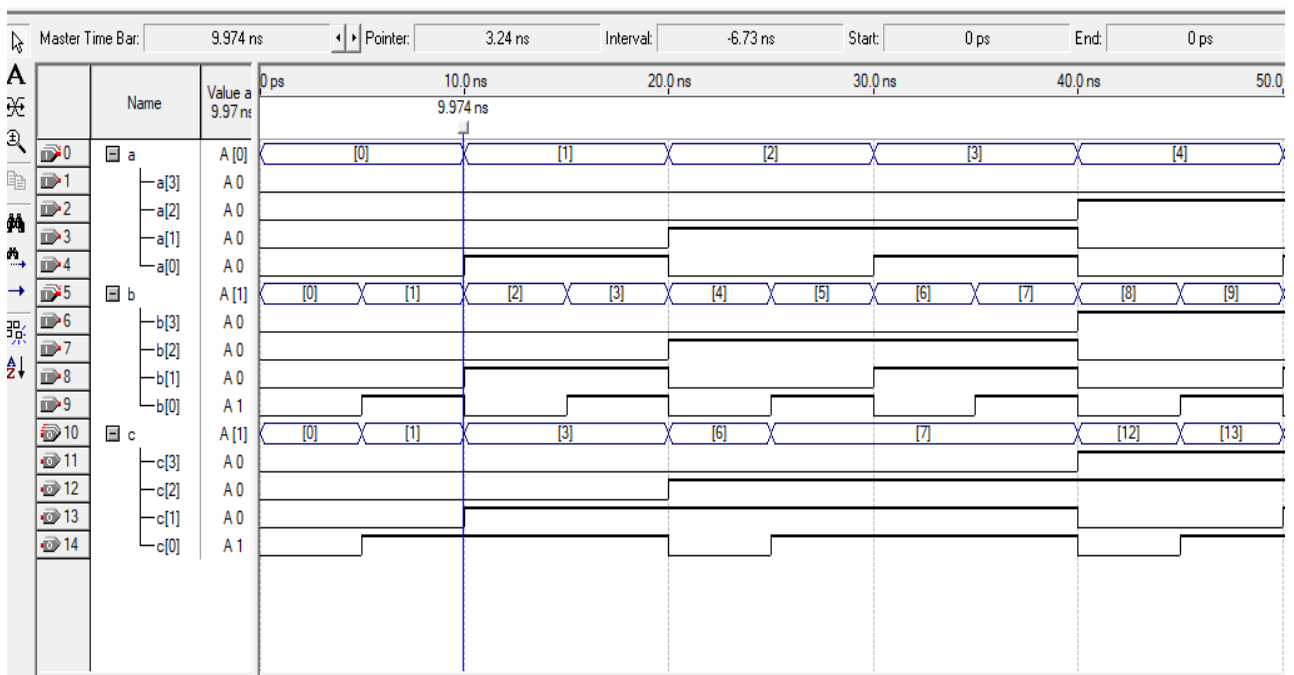 Master Time Bar: 9.974 ns Pointer: 3.24 ns Interval: -6.73 ns Start: 0 ps End: 0 ps
A
Name
Value a
9.97 ns
0 ps 10.0 ns 20.0 ns 30.0 ns 40.0 ns 50.0
9.974 ns
0 a A [0] [0] [1] [2] [3] [4]
1 a[3] A 0
2 a[2] A 0
3 a[1] A 0
4 a[0] A 0
5 b A [1] [0] [1] [2] [3] [4] [5] [6] [7] [8] [9]
6 b[3] A 0
7 b[2] A 0
8 b[1] A 0
9 b[0] A 1
10 c A [1] [0] [1] [3] [6] [7] [12] [13]
11 c[3] A 0
12 c[2] A 0
13 c[1] A 0
14 c[0] A 1